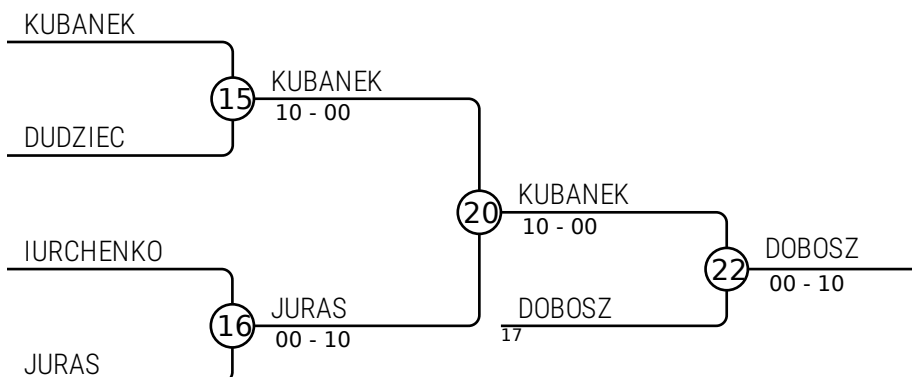 KUBANEK
15
KUBANEK
10 - 00
DUDZIEC
20
KUBANEK
10 - 00
IURCHENKO
22
DOBOSZ
00 - 10
16
JURAS
00 - 10
DOBOSZ
17
JURAS